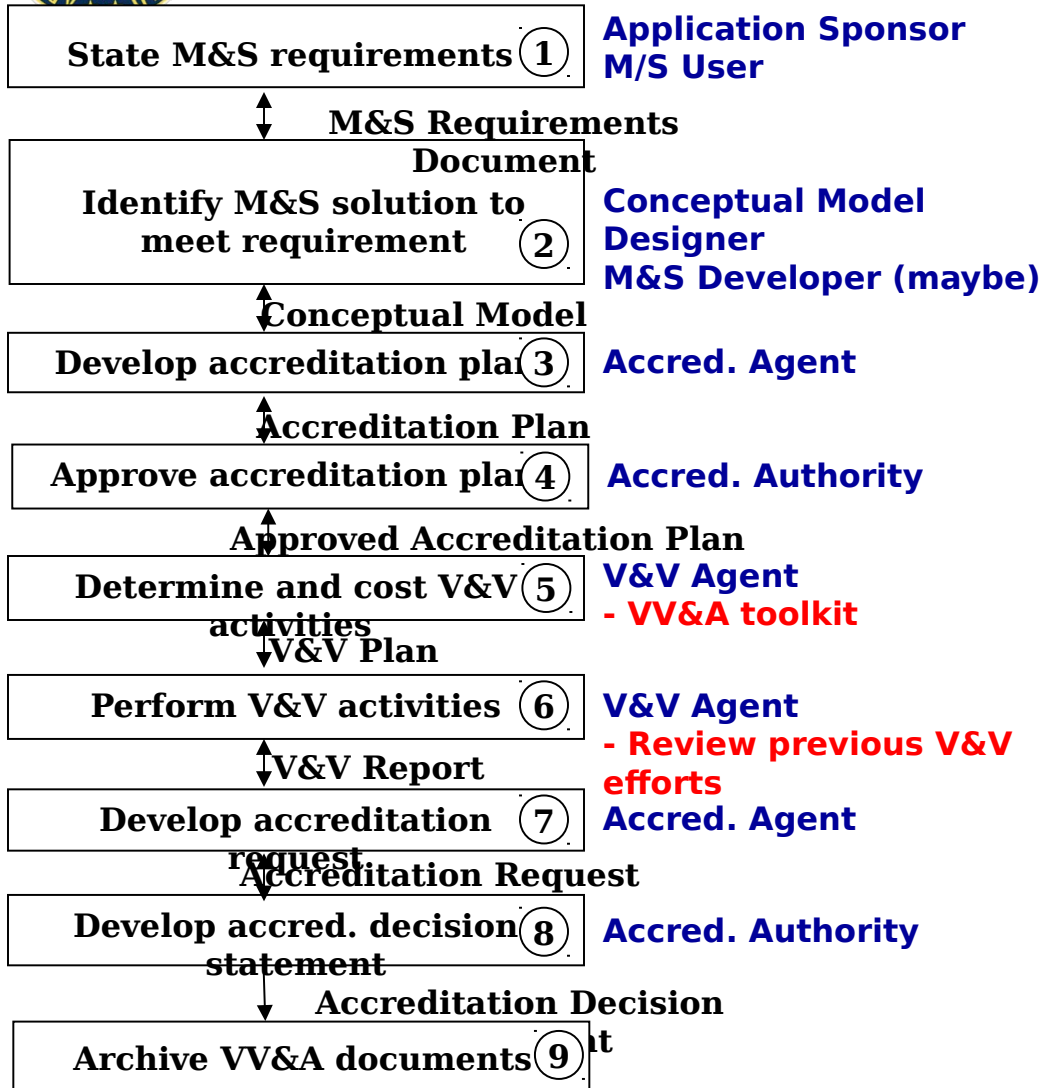 State M&S requirements 1
Application Sponsor
M/S User
M&S Requirements
Document
Identify M&S solution to
meet requirement 2
Conceptual Model
Designer
M&S Developer (maybe)
Conceptual Model
Develop accreditation plan 3
Accred. Agent
Accreditation Plan
Approve accreditation plan 4
Accred. Authority
Approved Accreditation Plan
Determine and cost V&V 5
activities
V&V Agent
- VV&A toolkit
V&V Plan
Perform V&V activities 6
V&V Agent
- Review previous V&V
efforts
V&V Report
Develop accreditation 7
request
Accred. Agent
Accreditation Request
Develop accred. decision 8
statement
Accred. Authority
Accreditation Decision
Archive VV&A documents 9